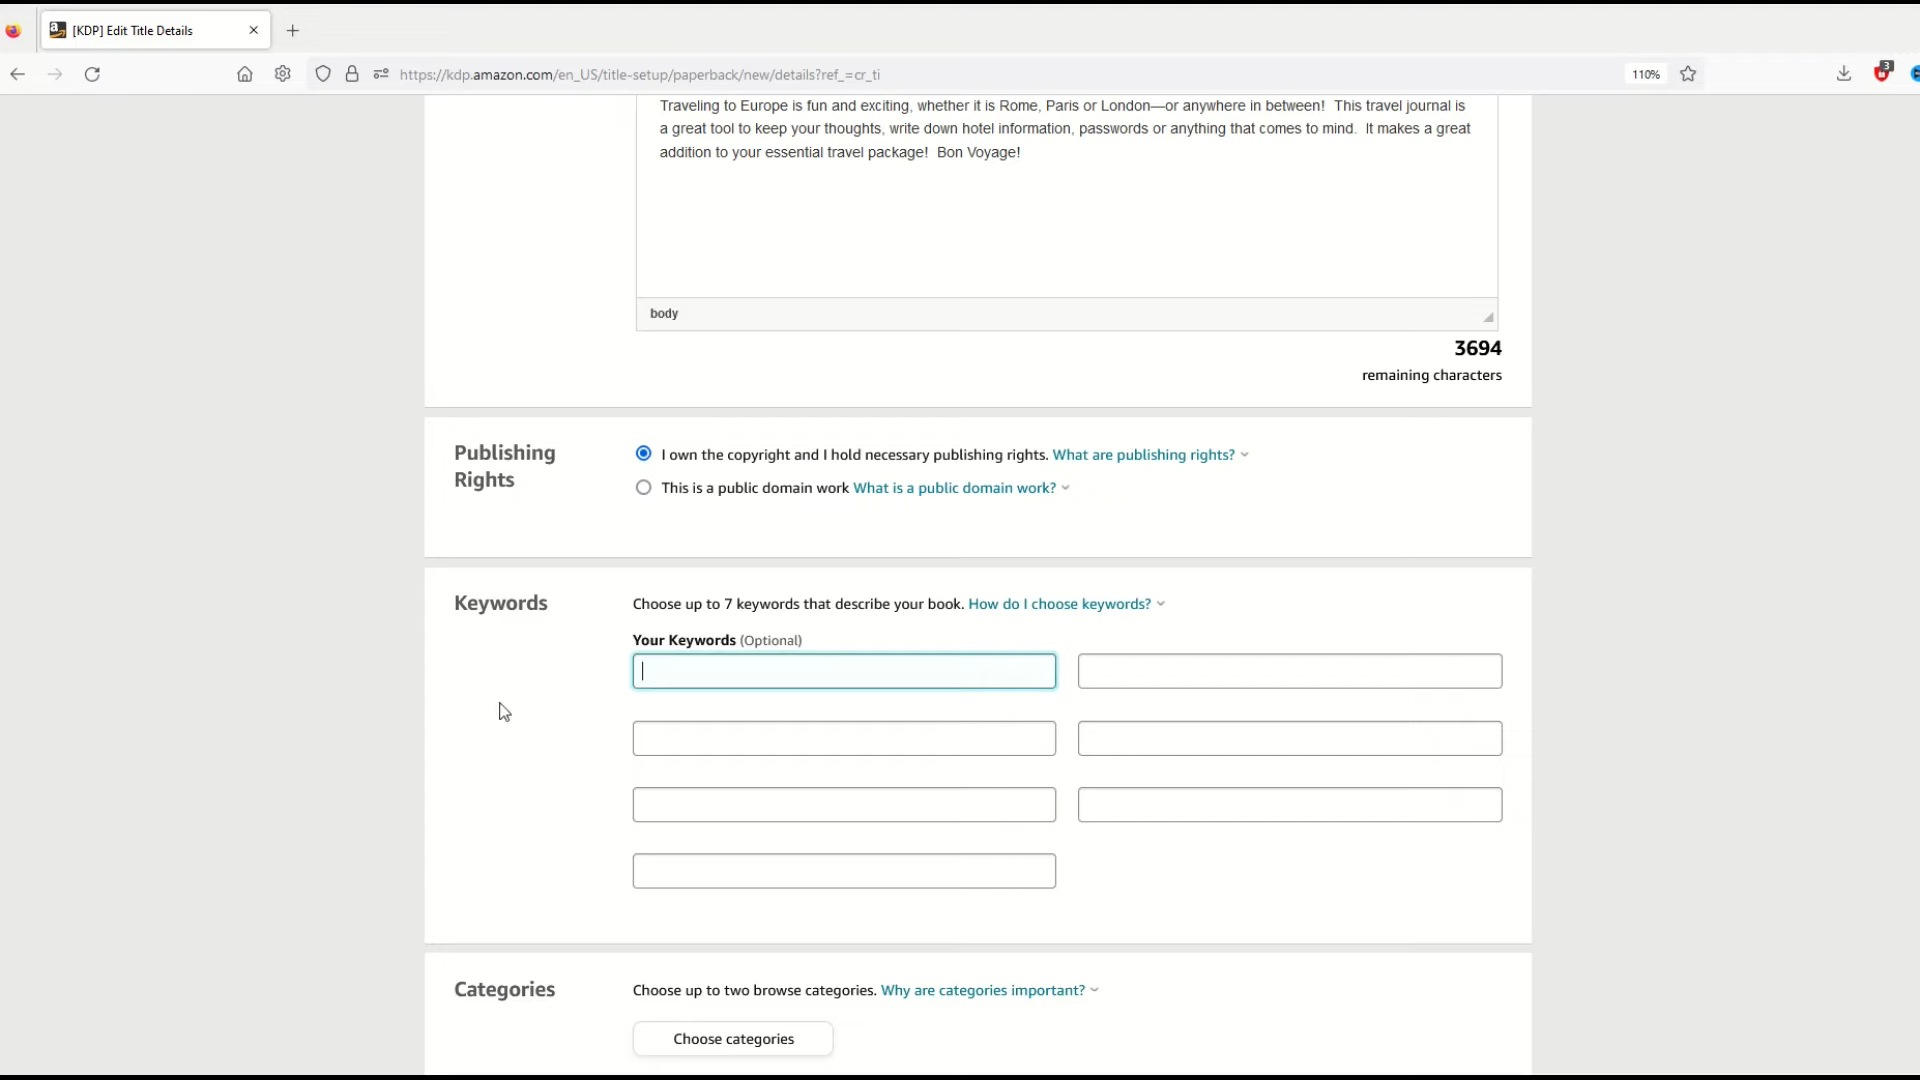 [KDP] Edit Title Details
https://kdp.amazon.com/en_US/title-setup/paperback/new/details?ref_=cr_ti
110%
3
Traveling to Europe is fun and exciting, whether it is Rome, Paris or London—or anywhere in between!  This travel journal is
a great tool to keep your thoughts, write down hotel information, passwords or anything that comes to mind.  It makes a great
addition to your essential travel package!  Bon Voyage!
body
3694
remaining characters
Publishing
Rights
I own the copyright and I hold necessary publishing rights. What are publishing rights?
This is a public domain work What is a public domain work?
Keywords
Choose up to 7 keywords that describe your book. How do I choose keywords?
Your Keywords (Optional)
Categories
Choose up to two browse categories. Why are categories important?
Choose categories